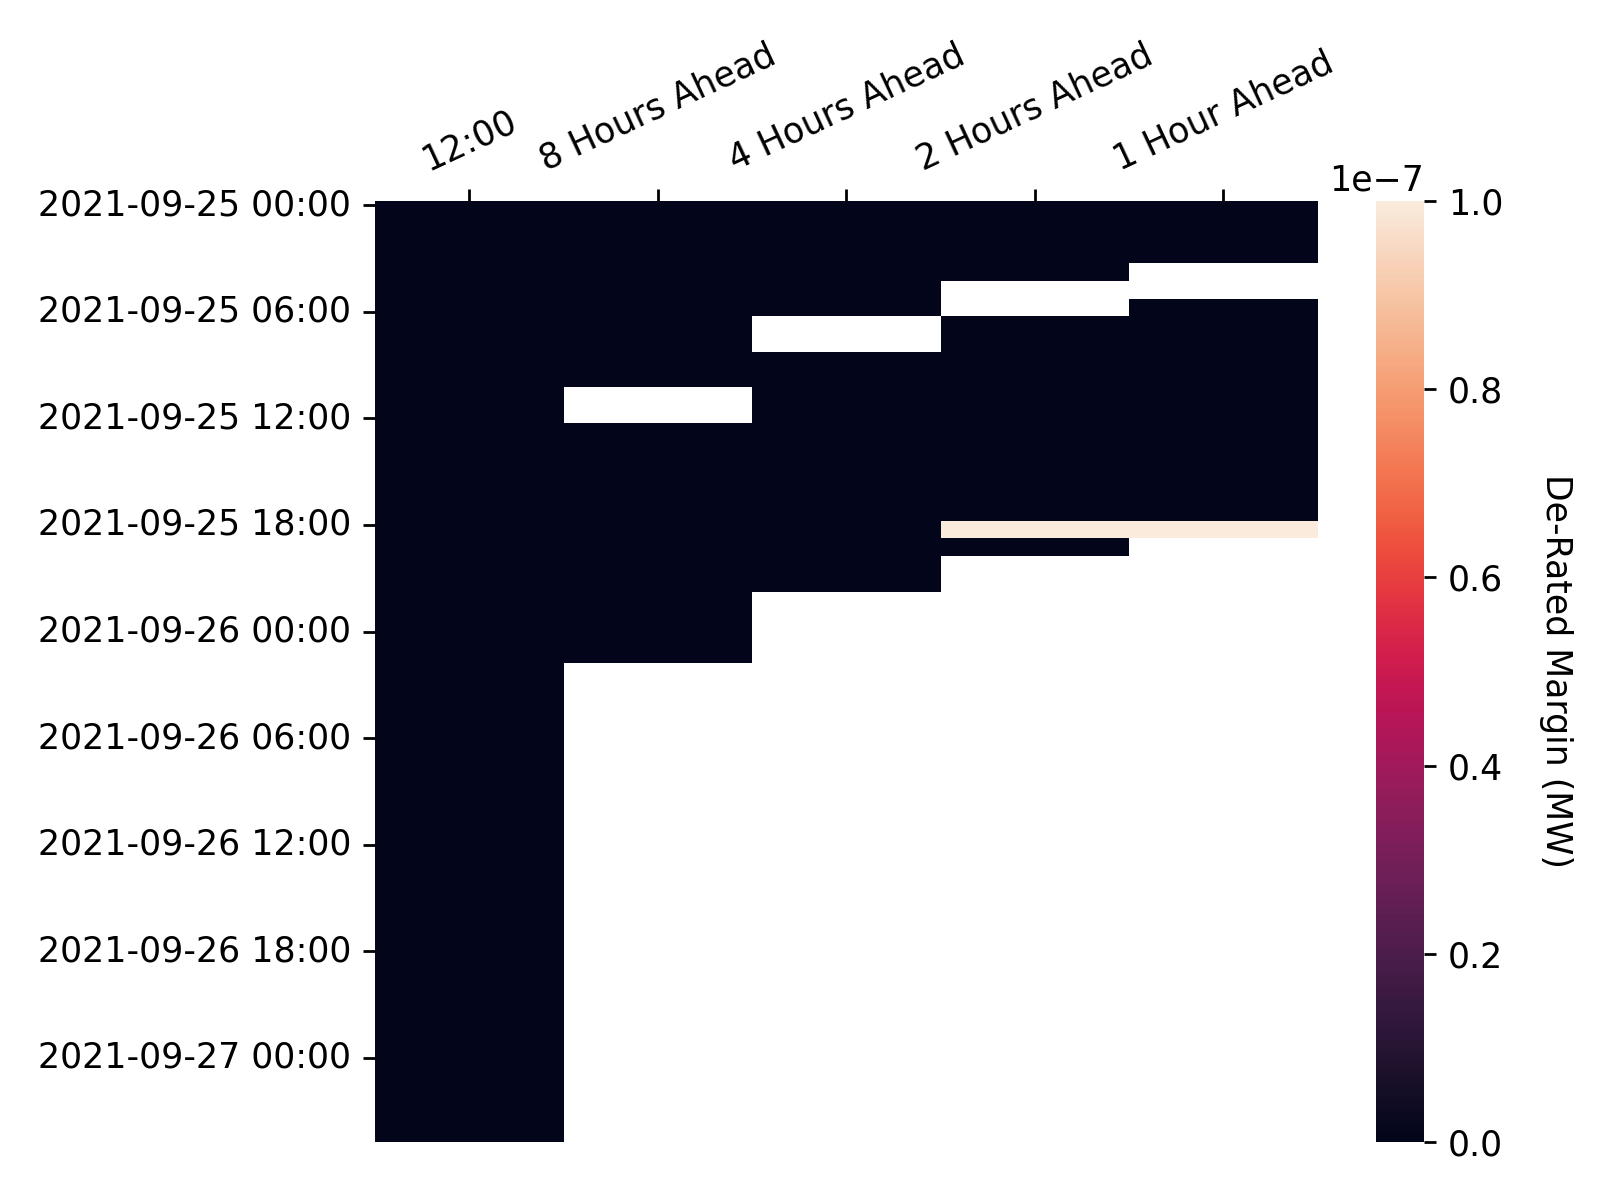 12:00
8 Hours Ahead
4 Hours Ahead
2 Hours Ahead
1 Hour Ahead
2021-09-25 00:00
2021-09-25 06:00
2021-09-25 12:00
2021-09-25 18:00
2021-09-26 00:00
2021-09-26 06:00
2021-09-26 12:00
2021-09-26 18:00
2021-09-27 00:00
1e−7
1.0
0.8
0.6
0.4
0.2
0.0
De-Rated Margin (MW)